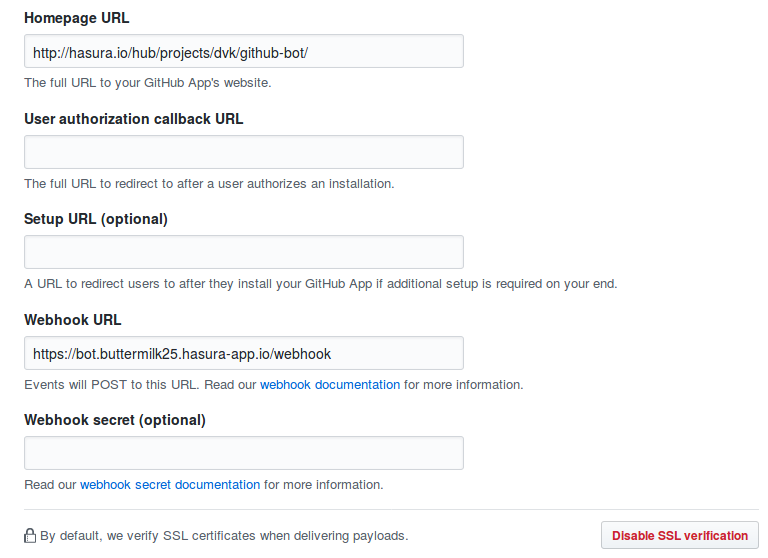 Homepage URL
http://hasura.io/hub/projects/dvk/github-bot/
The full URL to your GitHub App's website.
User authorization callback URL
The full URL to redirect to after a user authorizes an installation.
Setup URL (optional)
A URL to redirect users to after they install your GitHub App if additional setup is required on your end.
Webhook URL
https://bot.buttermilk25.hasura-app.io/webhook
Events will POST to this URL. Read our webhook documentation for more information.
Webhook secret (optional)
Read our webhook secret documentation for more information.
By default, we verify SSL certificates when delivering payloads.
Disable SSL verification